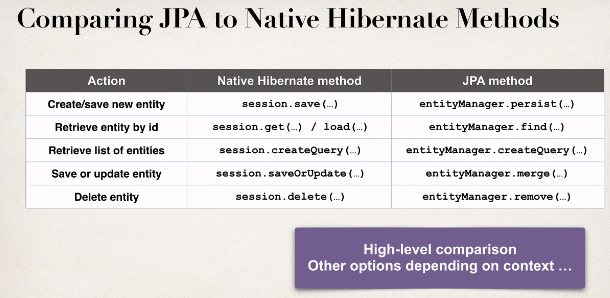 Comparing JPA to Native Hibernate Methods
Action Native Hibernate method JPA method
Create/save new entity session.save(…) entityManager.persist(…)
Retrieve entity by id session.get(…) / load(…) entityManager.find(…)
Retrieve list of entities session.createQuery(…) entityManager.createQuery(…)
Save or update entity session.saveOrUpdate(…) entityManager.merge(…)
Delete entity session.delete(…) entityManager.remove(…)
High-level comparison
Other options depending on context …